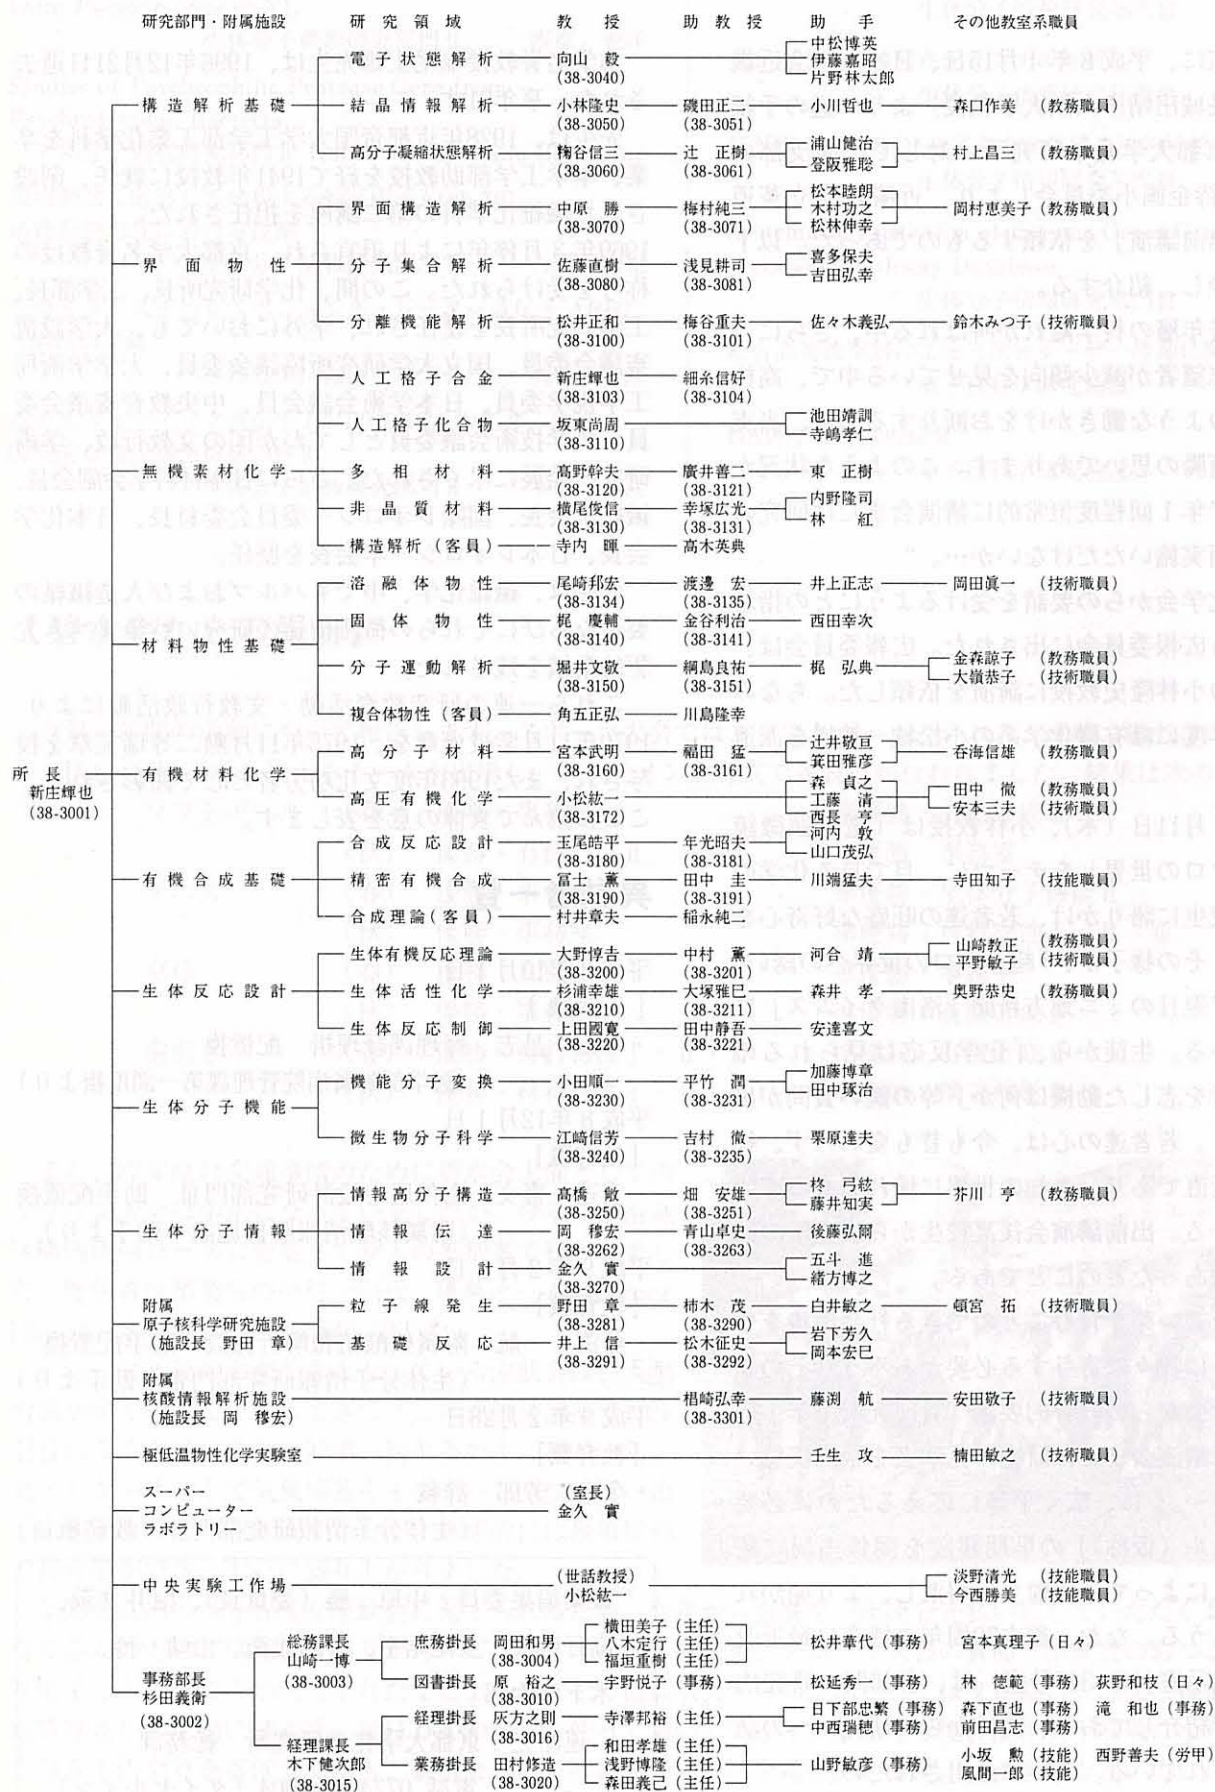 研究部門・附属施設 研究領域 教授 助教授 助手 その他教室系職員
中松博英
電子状態解析 向山 毅 伊藤嘉昭
(38-3040) 片野林太郎
構造解析基礎 結晶情報解析 小林隆史 磯田正二 小川哲也 森口作美 (教務職員)
(38-3050) (38-3051)
浦山健治
高分子凝縮状態解析 梅谷信三 辻 正樹 村上昌三 (教務職員)
(38-3060) (38-3061) 登阪雅聡
松本睦朗
界面構造解析 中原 勝 梅村純三 木村功之 岡村恵美子 (教務職員)
(38-3070) (38-3071) 松林伸幸
界面物性 分子集合解析 佐藤直樹 浅見耕司 喜多保夫
(38-3080) (38-3081) 吉田弘幸
分離機能解析 松井正和 梅谷重夫 佐々木義弘 鈴木みつ子 (技術職員)
(38-3100) (38-3101)
人工格子合金 新庄輝也 細糸信好
(38-3103) (38-3104)
人工格子化合物 坂東尚周 池田靖訓
(38-3110) 寺嶋孝仁
無機素材化学 多相材料 高野幹夫 廣井善二 東 正樹
(38-3120) (38-3121)
非晶質材料 横尾俊信 幸塚広光 内野隆司
(38-3130) (38-3131) 林 紅
構造解析 (客員) 寺内 暉 高木英典
溶融体物性 尾崎邦宏 渡邊 宏 井上正志 岡田眞一 (技術職員)
(38-3134) (38-3135)
固体物性 梶 慶輔 金谷利治 西田幸次
(38-3140) (38-3141)
材料物性基礎
分子運動解析 堀井文敬 綱島良祐 梶 弘典 金森諒子 (教務職員)
(38-3150) (38-3151) 大嶺恭子 (技術職員)
複合体物性 (客員) 角五正弘 川島隆幸
有機材料化学 高分子材料 宮本武明 福田 猛 辻井敬亘 呑海信雄 (教務職員)
(38-3160) (38-3161) 箕田雅彦
所長
新庄輝也
(38-3001)
森 貞之
高圧有機化学 小松紘一 工藤 清 田中 徹 (教務職員)
(38-3172) 西長 亨 安本三夫 (技術職員)
合成反応設計 玉尾皓平 年光昭夫 河内 敦
(38-3180) (38-3181) 山口茂弘
有機合成基礎 精密有機合成 冨士 薫 田中 圭 川端猛夫 寺田知子 (技能職員)
(38-3190) (38-3191)
合成理論 (客員) 村井章夫 稲永純二
生体有機反応理論 大野惇吉 中村 薫 河合 靖 山崎教正 (教務職員)
(38-3200) (38-3201) 平野敏子 (教務職員)
生体反応設計 生体活性化学 杉浦幸雄 大塚雅巳 森井 孝 奥野恭史 (教務職員)
(38-3210) (38-3211)
生体反応制御 上田國寛 田中静吾 安達喜文
(38-3220) (38-3221)
機能分子変換 小田順一 平竹 潤 加藤博章
(38-3230) (38-3231) 田中琢治
生体分子機能
微生物分子科学 江崎信芳 吉村 徹 栗原達夫
(38-3240) (38-3235)
情報高分子構造 高橋 敏 畑 安雄 柊 弓絃 芥川 亨 (教務職員)
(38-3250) (38-3251) 藤井知実
生体分子情報 情報伝達 岡 穆宏 青山卓史 後藤弘爾
(38-3262) (38-3263)
情報設計 金久 實 五斗 進
(38-3270) 緒方博之
附属 粒子線発生 野田 章 柿木 茂 白井敏之 頓宮 拓 (技術職員)
原子核科学研究施設 (38-3281) (38-3290)
(施設長 野田 章) 基礎反応 井上 信 松木征史 岩下芳久
(38-3291) (38-3292) 岡本宏巳
附属
核酸情報解析施設 椙崎弘幸 藤渕 航 安田敬子 (技術職員)
(施設長 岡 穆宏) (38-3301)
極低温物性化学実験室 壬生 攻 楠田敏之 (技術職員)
スーパー (室長)
コンピューター 金久 實
ラボラトリー
中央実験工作場 (世話教授) 淡野清光 (技能職員)
小松紘一 今西勝美 (技能職員)
総務課長 庶務掛長 岡田和男 横田美子 (主任)
山崎一博 (38-3004) 八木定行 (主任) 松井華代 (事務) 宮本真理子 (日々)
(38-3003) 福垣重樹 (主任)
事務部長 図書掛長 原 裕之 宇野悦子 (事務) 松延秀一 (事務) 林 徳範 (事務) 荻野和枝 (日々)
杉田義衛 (38-3010)
(38-3002) 経理掛長 灰方之則 寺澤邦裕 (主任) 日下部忠繁 (事務) 森下直也 (事務) 滝 和也 (事務)
(38-3016) 中西瑞穂 (事務) 前田昌志 (事務)
経理課長 和田孝雄 (主任)
木下健次郎 業務掛長 田村修造 浅野博隆 (主任) 山野敏彦 (事務) 小坂 勲 (技能) 西野善夫 (労甲)
(38-3015) (38-3020) 森田義己 (主任) 風間一郎 (技能)